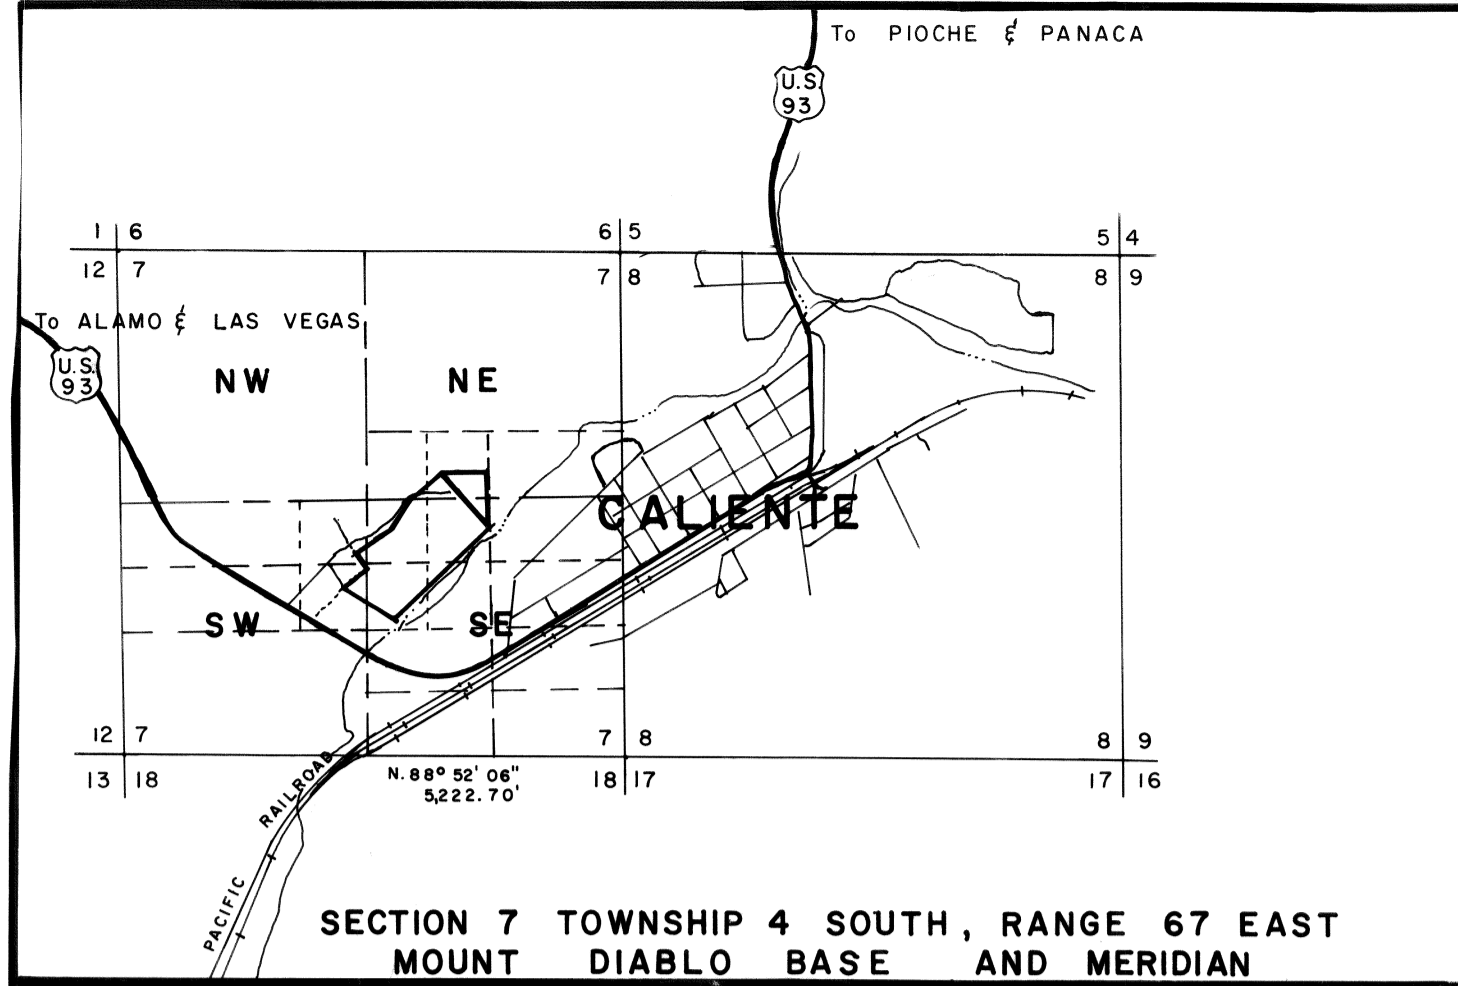 To PIOCHE & PANACA
U.S.
93
1 6
6 5
5 4
12 7
7 8
8 9
To ALAMO & LAS VEGAS
U.S.
93
NW NE
CALIENTE
SW SE
12 7
7 8
8 9
13 18
N. 88° 52' 06"
18 17
17 16
5,222.70'
PACIFIC RAILROAD
SECTION 7 TOWNSHIP 4 SOUTH, RANGE 67 EAST
MOUNT DIABLO BASE AND MERIDIAN